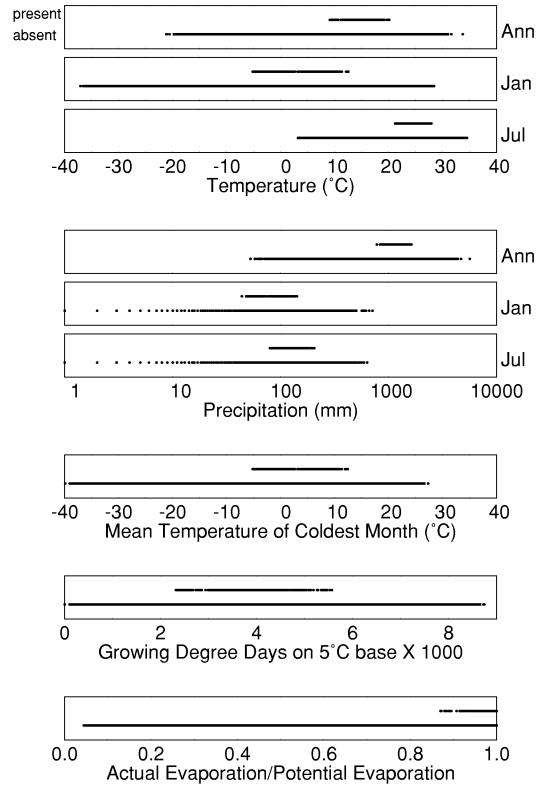 present
absent
Ann
Jan
Jul
-40 -20 -10 0 10 20 30 40
Temperature (˚C)
Ann
Jan
Jul
1 10 100 1000 10000
Precipitation (mm)
-40 -30 -20 -10 0 10 20 30 40
Mean Temperature of Coldest Month (˚C)
0 2 4 6 8
Growing Degree Days on 5˚C base X 1000
0.0 0.2 0.4 0.6 0.8 1.0
Actual Evaporation/Potential Evaporation